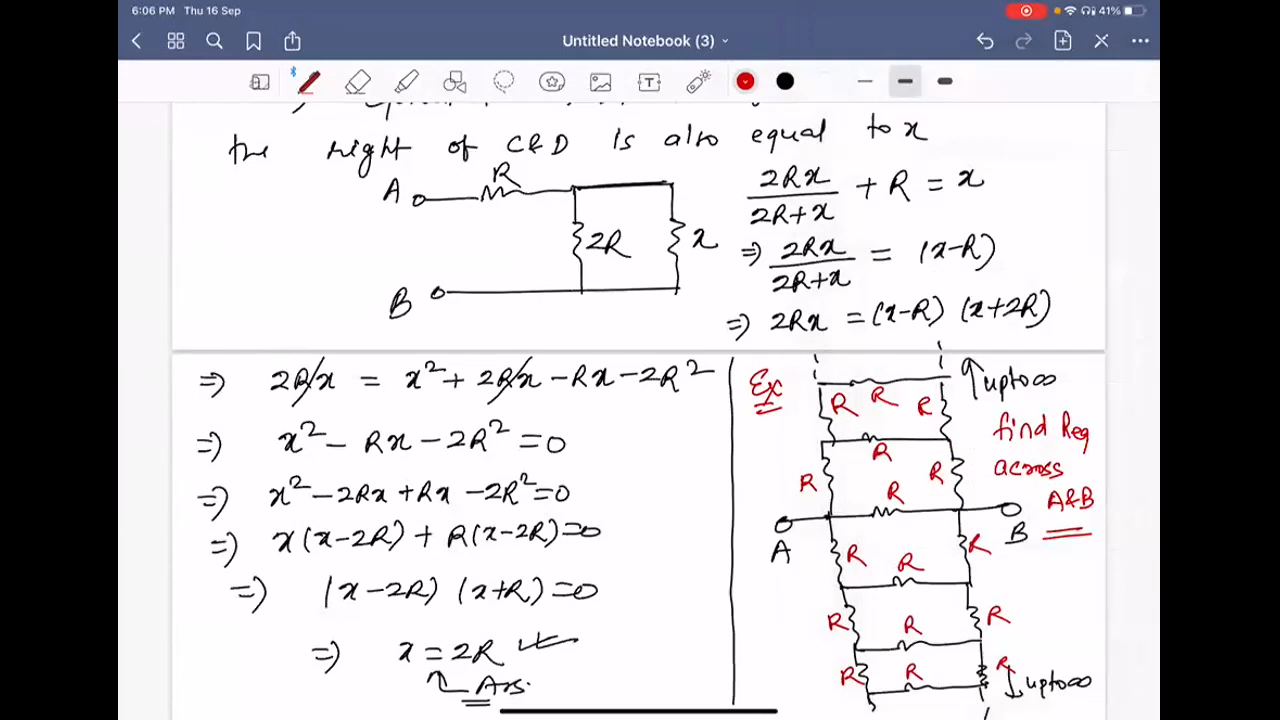 6:06 PM Thu 16 Sep
41%
Untitled Notebook (3)
the right of C&D is also equal to x
A
R
2R
x
B
2Rx/2R+x + R = x
⇒ 2Rx/2R+x = (x-R)
⇒ 2Rx = (x-R) (x+2R)
⇒ 2Rx = x² + 2Rx - Rx - 2R²
⇒ x² - Rx - 2R² = 0
⇒ x² - 2Rx + Rx - 2R² = 0
⇒ x(x-2R) + R(x-2R) = 0
⇒ (x-2R) (x+R) = 0
⇒ x = 2R
Ans.
Ex
upto ∞
R R R
R
find Req
across
A&B
R R
R
A
B
R R
R
R R
R
R R R
upto ∞